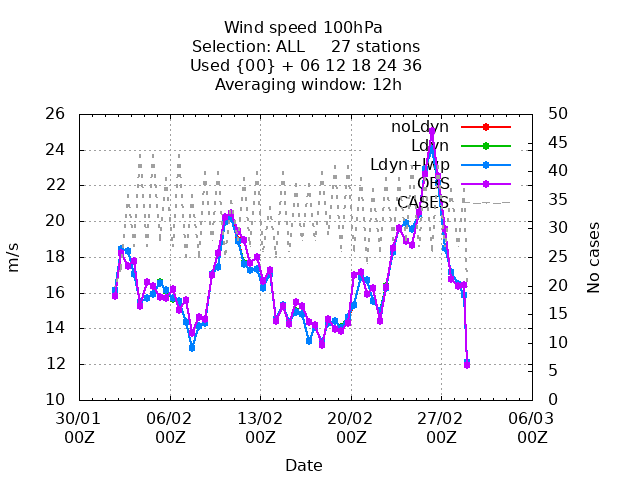 Wind speed 100hPa
Selection: ALL     27 stations
Used {00} + 06 12 18 24 36
Averaging window: 12h
26
24
22
20
18
16
14
12
10
m/s
50
45
40
35
30
25
20
15
10
5
0
No cases
noLdyn
Ldyn
Ldyn+lvlp
OBS
CASES
30/01 06/02 13/02 20/02 27/02 06/03
00Z 00Z 00Z 00Z 00Z 00Z
Date